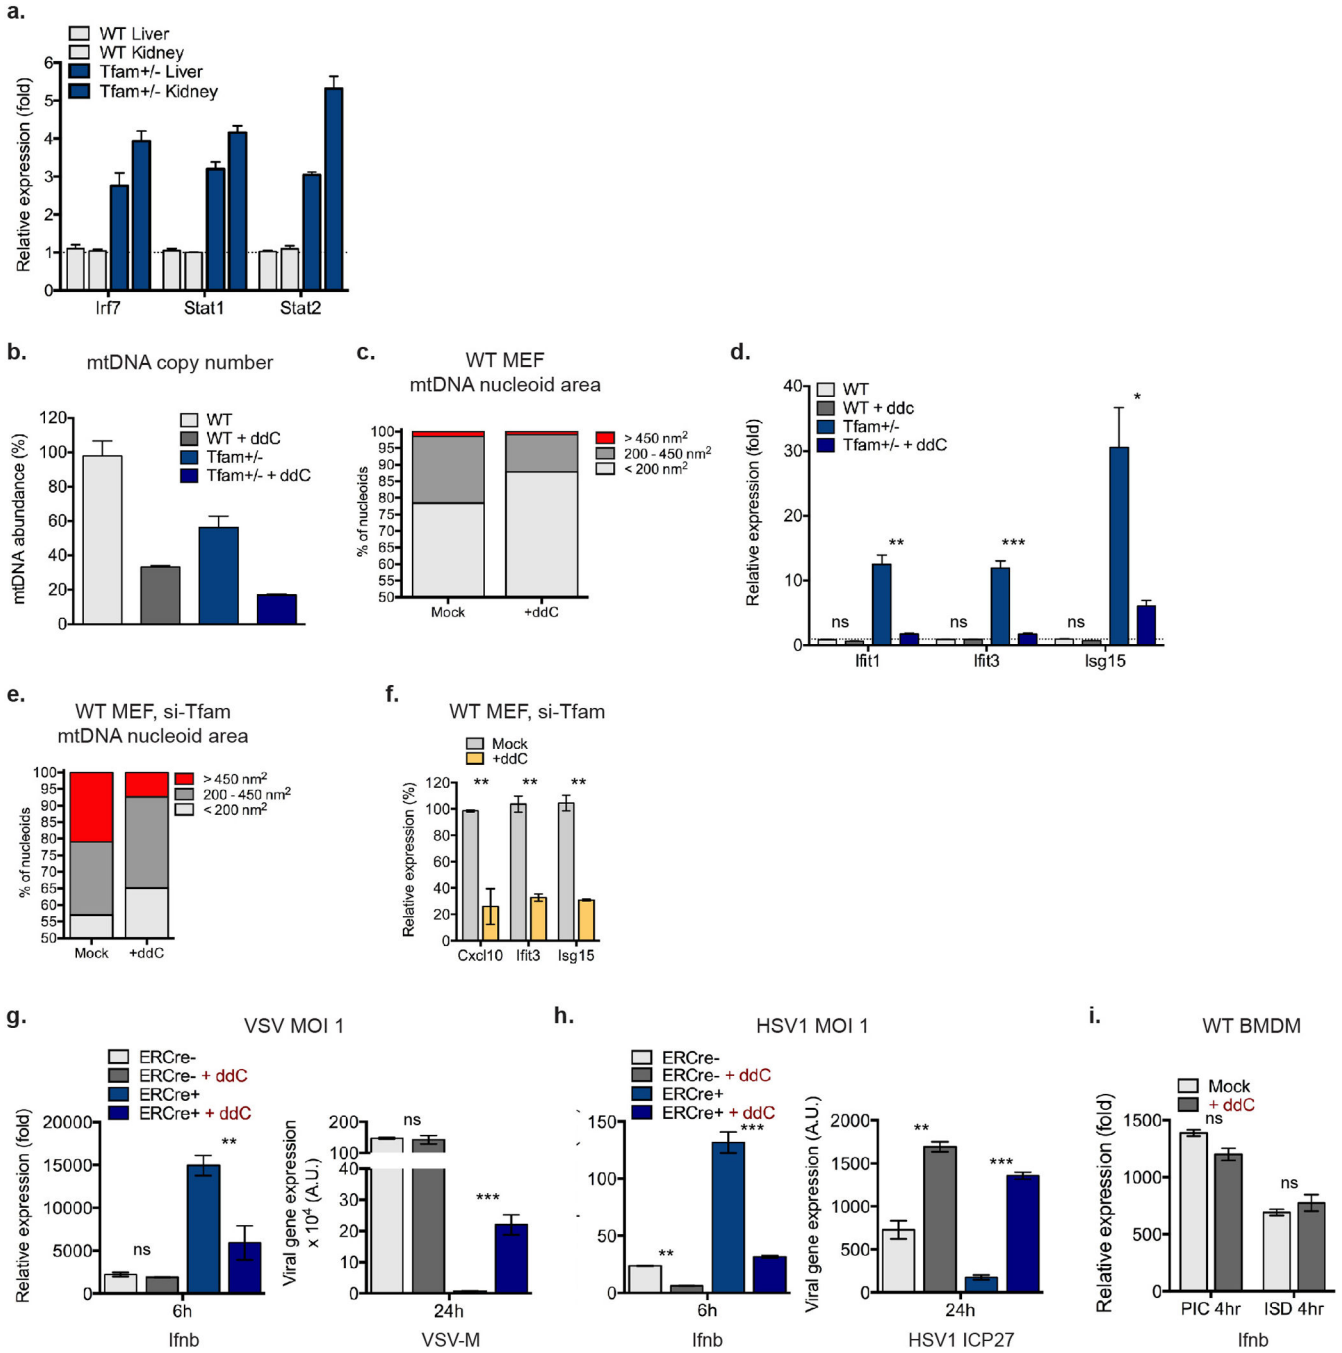 a.
WT Liver
WT Kidney
Tfam+/- Liver
Tfam+/- Kidney
Relative expression (fold)
6
5
4
3
2
1
0
Irf7
Stat1
Stat2
b.
mtDNA copy number
WT
WT + ddC
Tfam+/-
Tfam+/- + ddC
mtDNA abundance (%)
120
100
80
60
40
20
0
c.
WT MEF
mtDNA nucleoid area
> 450 nm²
200 - 450 nm²
< 200 nm²
% of nucleoids
100
95
90
85
80
75
70
65
60
55
50
Mock
+ddC
d.
WT
WT + ddc
Tfam+/-
Tfam+/- + ddC
Relative expression (fold)
40
30
20
10
0
ns
**
ns
***
ns
*
Ifit1
Ifit3
Isg15
e.
WT MEF, si-Tfam
mtDNA nucleoid area
> 450 nm²
200 - 450 nm²
< 200 nm²
% of nucleoids
100
95
90
85
80
75
70
65
60
55
50
Mock
+ddC
f.
WT MEF, si-Tfam
Mock
+ddC
Relative expression (%)
120
100
80
60
40
20
0
**
**
**
Cxcl10
Ifit3
Isg15
g.
VSV MOI 1
ERCre-
ERCre- + ddC
ERCre+
ERCre+ + ddC
Relative expression (fold)
20000
15000
10000
5000
0
ns
**
6h
Ifnb
Viral gene expression
x 10⁴ (A.U.)
200
100
40
30
20
10
0
ns
***
24h
VSV-M
h.
HSV1 MOI 1
ERCre-
ERCre- + ddC
ERCre+
ERCre+ + ddC
150
100
50
0
**
***
6h
Ifnb
Viral gene expression (A.U.)
2000
1500
1000
500
0
**
***
24h
HSV1 ICP27
i.
WT BMDM
Mock
+ ddC
Relative expression (fold)
1500
1000
500
0
ns
ns
PIC 4hr
ISD 4hr
Ifnb